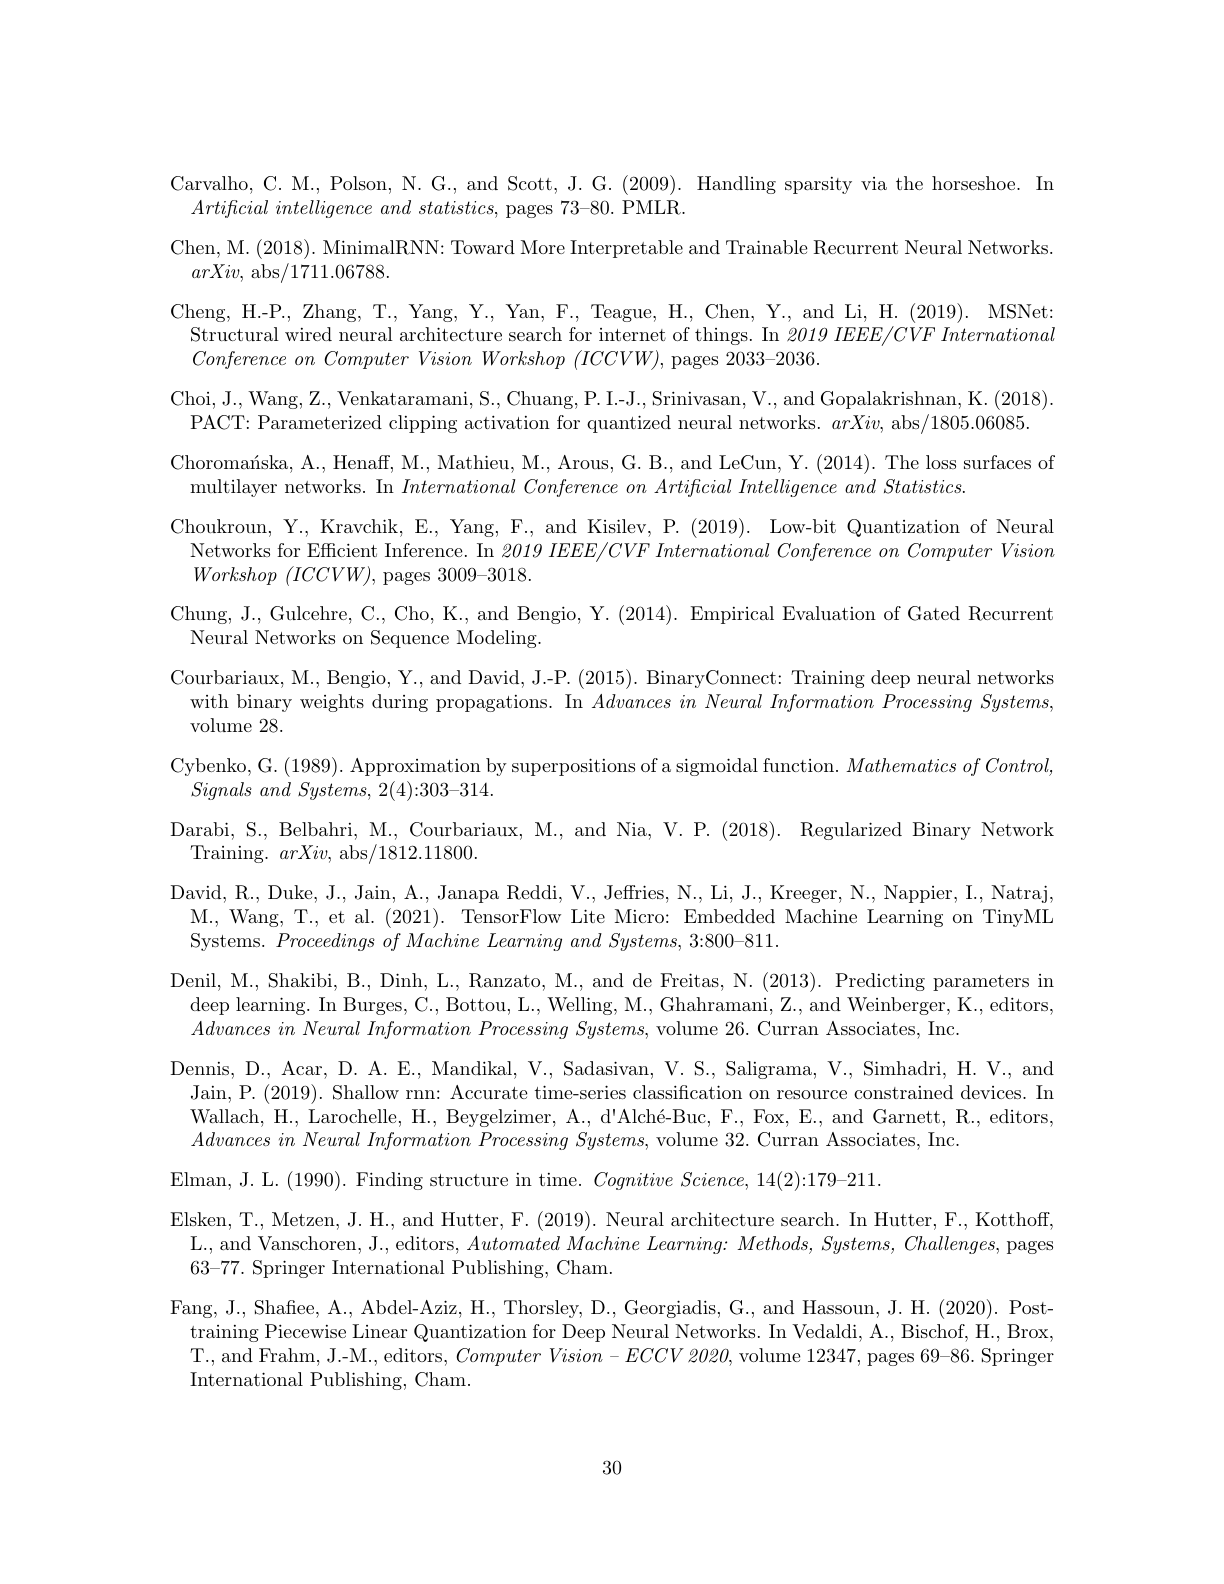 Carvalho, C. M., Polson, N. G., and Scott, J. G. (2009). Handling sparsity via the horseshoe. In
Artificial intelligence and statistics, pages 73–80. PMLR.
Chen, M. (2018). MinimalRNN: Toward More Interpretable and Trainable Recurrent Neural Networks.
arXiv, abs/1711.06788.
Cheng, H.-P., Zhang, T., Yang, Y., Yan, F., Teague, H., Chen, Y., and Li, H. (2019). MSNet:
Structural wired neural architecture search for internet of things. In 2019 IEEE/CVF International
Conference on Computer Vision Workshop (ICCVW), pages 2033–2036.
Choi, J., Wang, Z., Venkataramani, S., Chuang, P. I.-J., Srinivasan, V., and Gopalakrishnan, K. (2018).
PACT: Parameterized clipping activation for quantized neural networks. arXiv, abs/1805.06085.
Choromańska, A., Henaff, M., Mathieu, M., Arous, G. B., and LeCun, Y. (2014). The loss surfaces of
multilayer networks. In International Conference on Artificial Intelligence and Statistics.
Choukroun, Y., Kravchik, E., Yang, F., and Kisilev, P. (2019). Low-bit Quantization of Neural
Networks for Efficient Inference. In 2019 IEEE/CVF International Conference on Computer Vision
Workshop (ICCVW), pages 3009–3018.
Chung, J., Gulcehre, C., Cho, K., and Bengio, Y. (2014). Empirical Evaluation of Gated Recurrent
Neural Networks on Sequence Modeling.
Courbariaux, M., Bengio, Y., and David, J.-P. (2015). BinaryConnect: Training deep neural networks
with binary weights during propagations. In Advances in Neural Information Processing Systems,
volume 28.
Cybenko, G. (1989). Approximation by superpositions of a sigmoidal function. Mathematics of Control,
Signals and Systems, 2(4):303–314.
Darabi, S., Belbahri, M., Courbariaux, M., and Nia, V. P. (2018). Regularized Binary Network
Training. arXiv, abs/1812.11800.
David, R., Duke, J., Jain, A., Janapa Reddi, V., Jeffries, N., Li, J., Kreeger, N., Nappier, I., Natraj,
M., Wang, T., et al. (2021). TensorFlow Lite Micro: Embedded Machine Learning on TinyML
Systems. Proceedings of Machine Learning and Systems, 3:800–811.
Denil, M., Shakibi, B., Dinh, L., Ranzato, M., and de Freitas, N. (2013). Predicting parameters in
deep learning. In Burges, C., Bottou, L., Welling, M., Ghahramani, Z., and Weinberger, K., editors,
Advances in Neural Information Processing Systems, volume 26. Curran Associates, Inc.
Dennis, D., Acar, D. A. E., Mandikal, V., Sadasivan, V. S., Saligrama, V., Simhadri, H. V., and
Jain, P. (2019). Shallow rnn: Accurate time-series classification on resource constrained devices. In
Wallach, H., Larochelle, H., Beygelzimer, A., d'Alché-Buc, F., Fox, E., and Garnett, R., editors,
Advances in Neural Information Processing Systems, volume 32. Curran Associates, Inc.
Elman, J. L. (1990). Finding structure in time. Cognitive Science, 14(2):179–211.
Elsken, T., Metzen, J. H., and Hutter, F. (2019). Neural architecture search. In Hutter, F., Kotthoff,
L., and Vanschoren, J., editors, Automated Machine Learning: Methods, Systems, Challenges, pages
63–77. Springer International Publishing, Cham.
Fang, J., Shafiee, A., Abdel-Aziz, H., Thorsley, D., Georgiadis, G., and Hassoun, J. H. (2020). Post-
training Piecewise Linear Quantization for Deep Neural Networks. In Vedaldi, A., Bischof, H., Brox,
T., and Frahm, J.-M., editors, Computer Vision – ECCV 2020, volume 12347, pages 69–86. Springer
International Publishing, Cham.
30